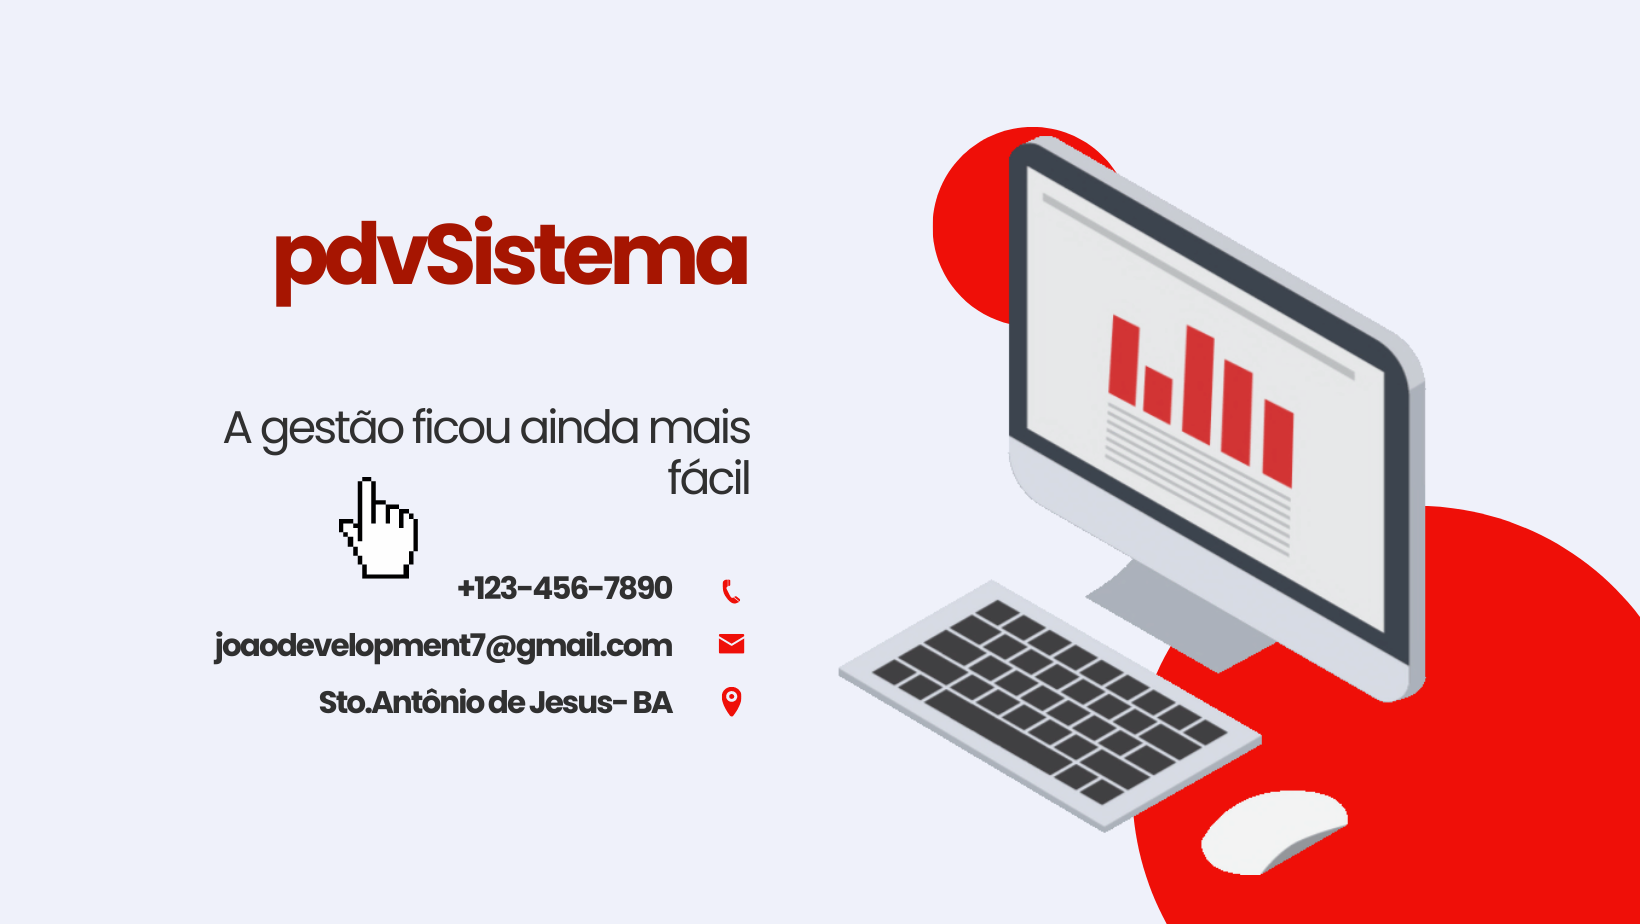 pdvSistema
A gestão ficou ainda mais
fácil
+123-456-7890
joaodevelopment7@gmail.com
Sto.Antônio de Jesus- BA